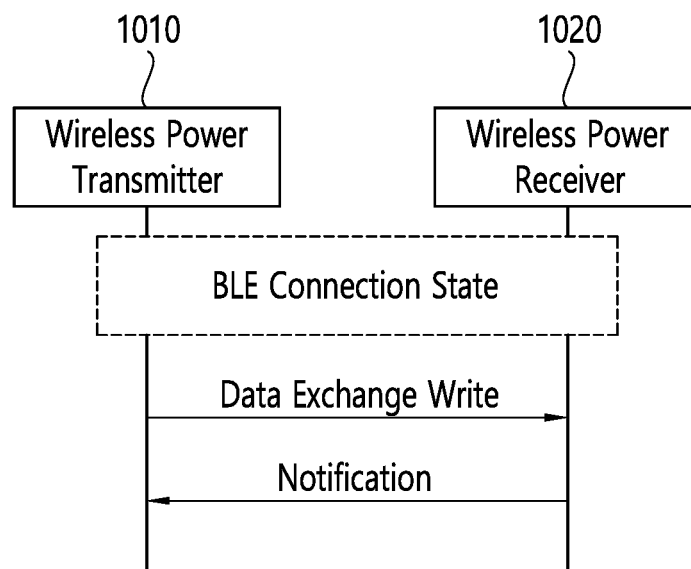 1010
1020
Wireless Power
Transmitter
Wireless Power
Receiver
BLE Connection State
Data Exchange Write
Notification